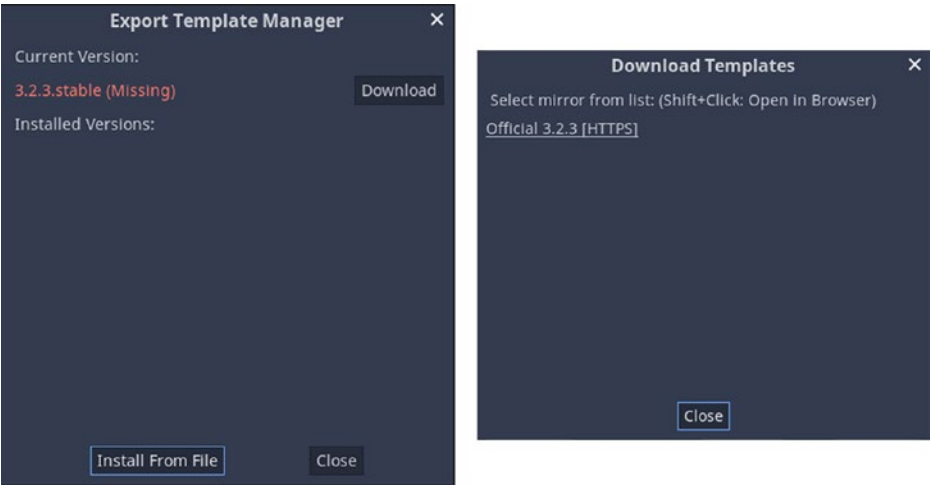 Export Template Manager
Current Version:
3.2.3.stable (Missing)
Download
Installed Versions:
Install From File
Close
Download Templates
Select mirror from list: (Shift+Click: Open in Browser)
Official 3.2.3 [HTTPS]
Close